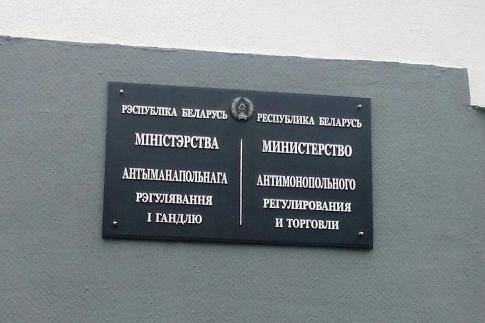 РЭСПУБЛІКА БЕЛАРУСЬ
МІНІСТЭРСТВА
АНТЫМАНАПОЛЬНАГА
РЭГУЛЯВАННЯ
І ГАНДЛЮ
РЕСПУБЛИКА БЕЛАРУСЬ
МИНИСТЕРСТВО
АНТИМОНОПОЛЬНОГО
РЕГУЛИРОВАНИЯ
И ТОРГОВЛИ